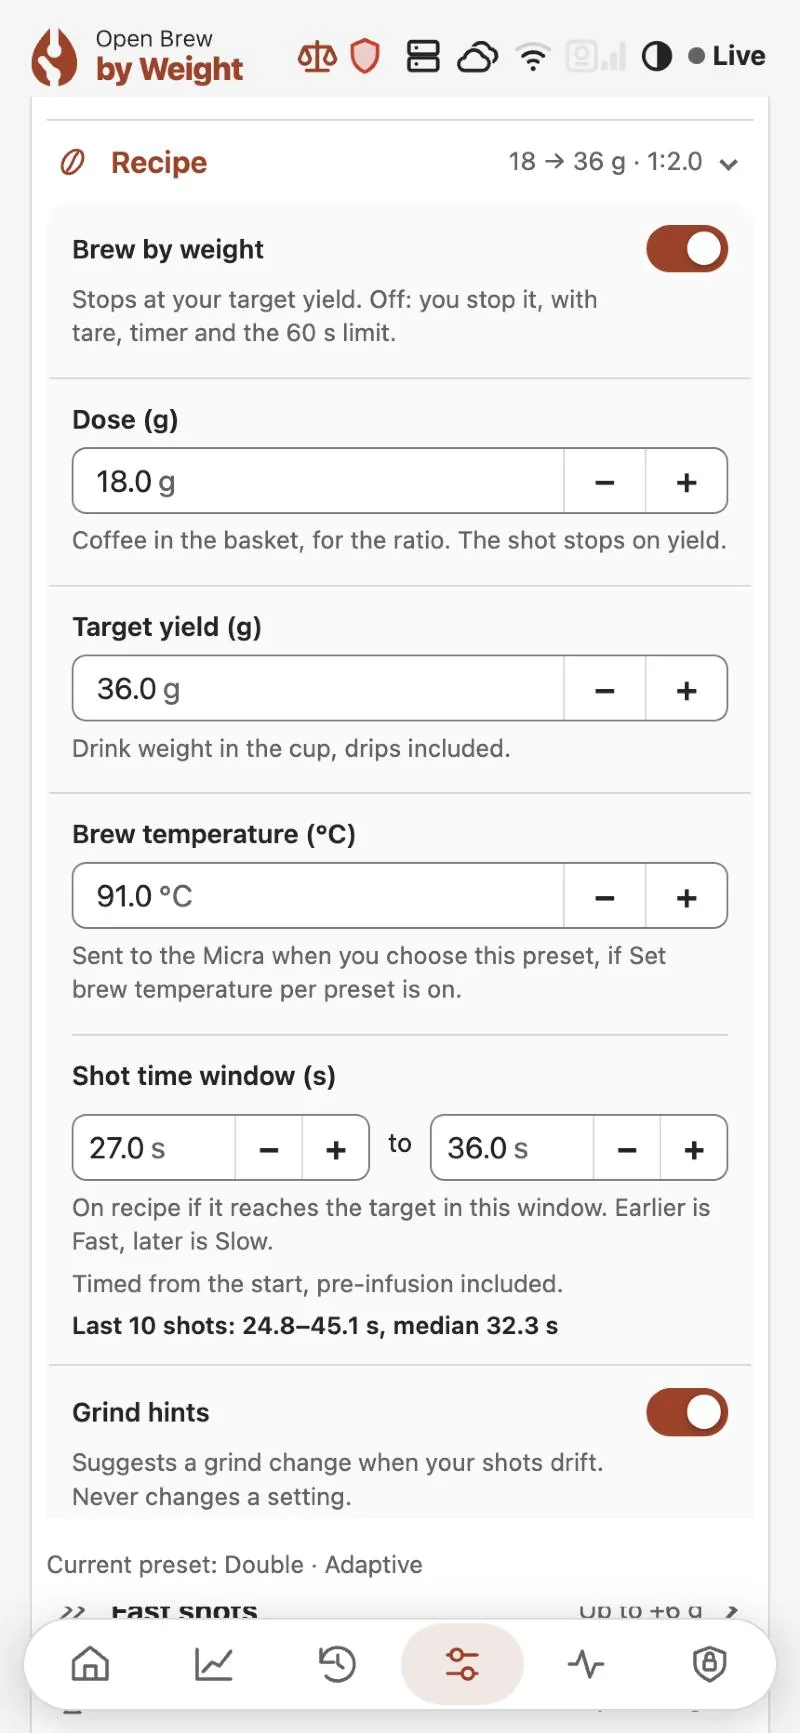 Open Brew
by Weight
Live
Recipe
18 → 36 g · 1:2.0
Brew by weight
Stops at your target yield. Off: you stop it, with
tare, timer and the 60 s limit.
Dose (g)
18.0 g
− +
Coffee in the basket, for the ratio. The shot stops on yield.
Target yield (g)
36.0 g
− +
Drink weight in the cup, drips included.
Brew temperature (°C)
91.0 °C
− +
Sent to the Micra when you choose this preset, if Set
brew temperature per preset is on.
Shot time window (s)
27.0 s − + to 36.0 s − +
On recipe if it reaches the target in this window. Earlier is
Fast, later is Slow.
Timed from the start, pre-infusion included.
Last 10 shots: 24.8–45.1 s, median 32.3 s
Grind hints
Suggests a grind change when your shots drift.
Never changes a setting.
Current preset: Double · Adaptive
Fast shots
Up to +6 g